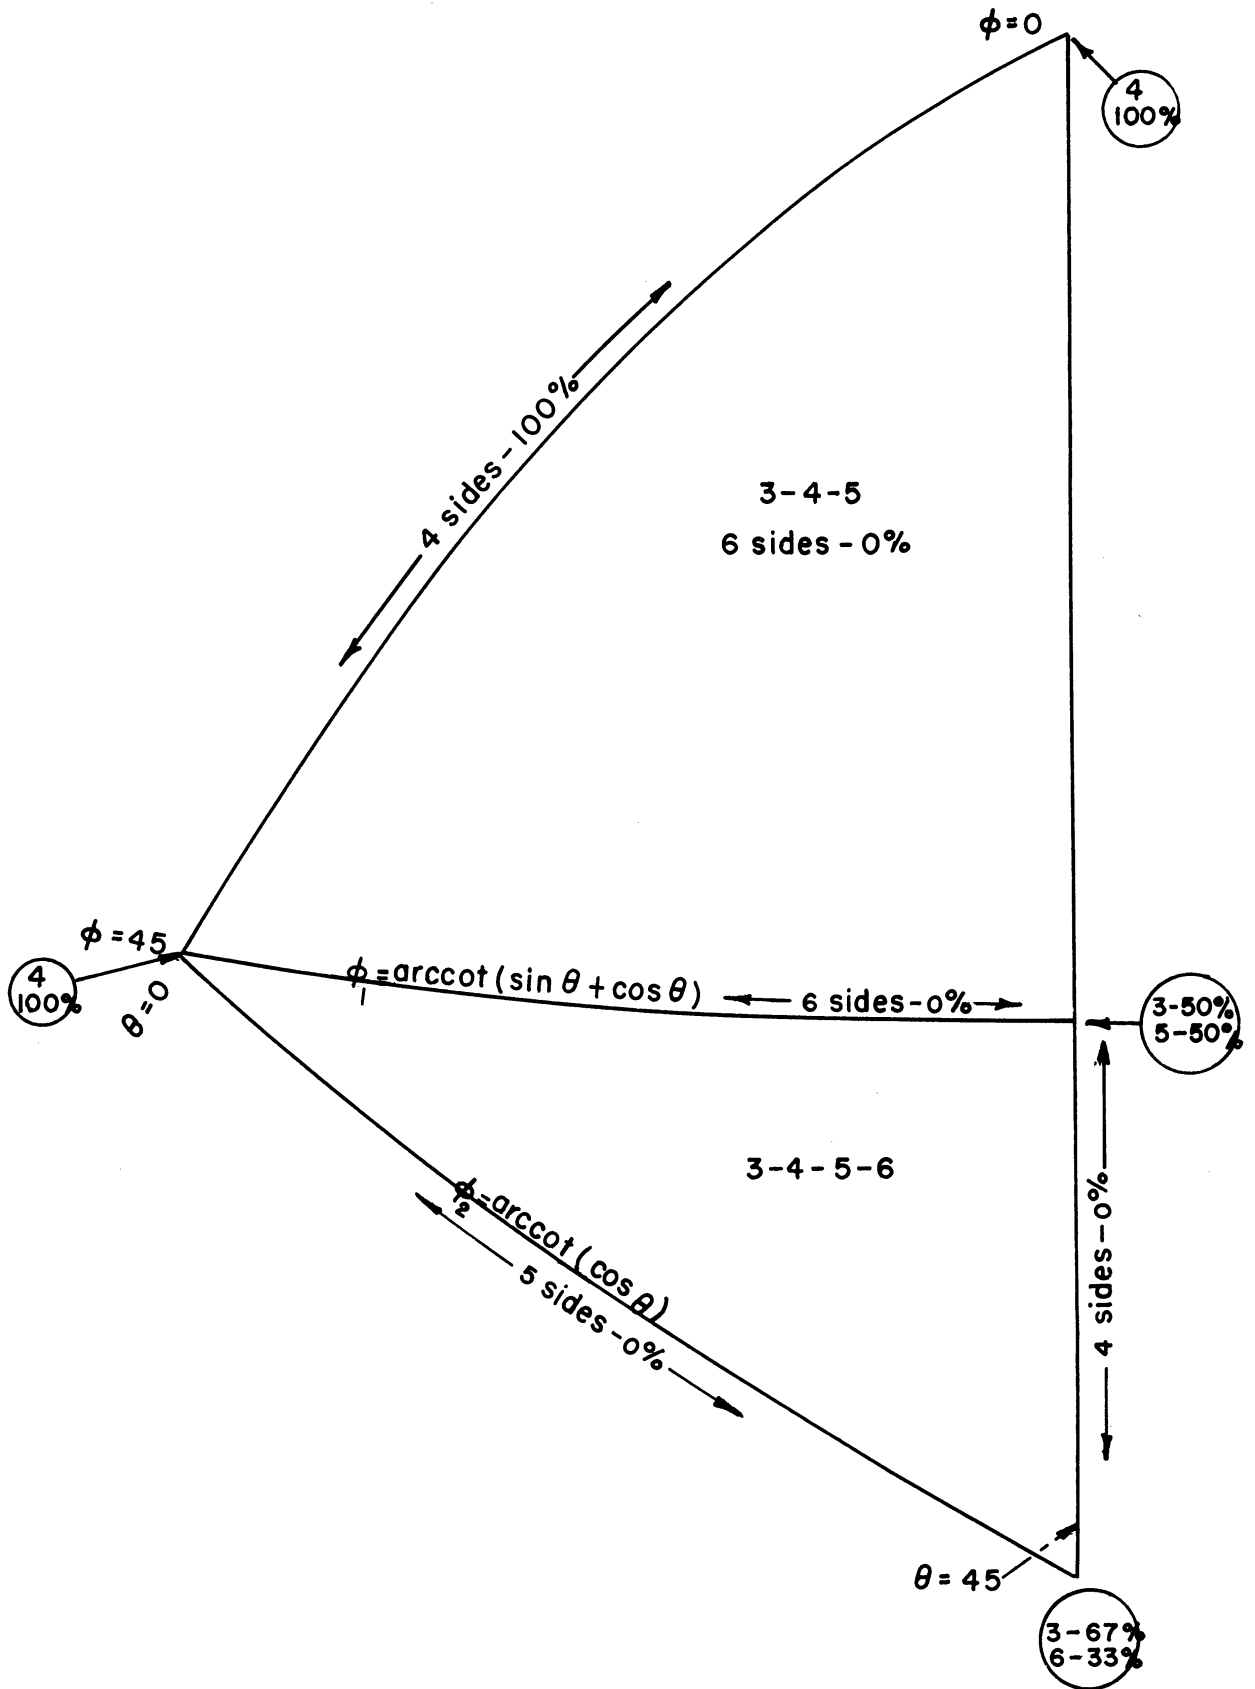 ϕ=0
4
100%
4 sides-100%
3-4-5
6 sides-0%
ϕ=45
4
100%
θ=0
ϕ₁=arccot(sin θ+cos θ)
6 sides-0%
3-50%
5-50%
3-4-5-6
ϕ₂=arccot(cos θ)
5 sides-0%
4 sides-0%
θ=45
3-67%
6-33%